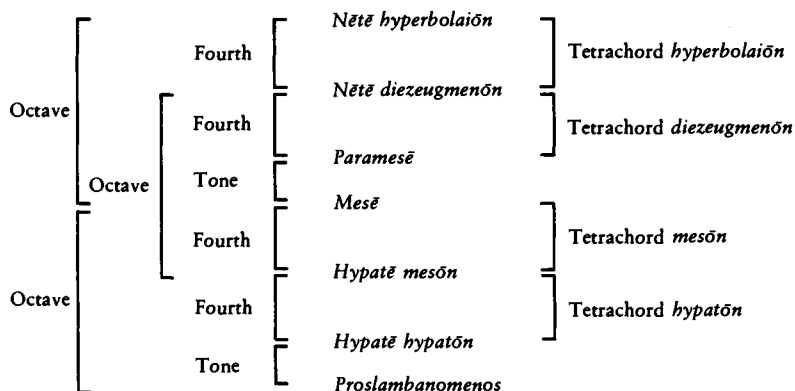 Nētē hyperbolaiōn
Fourth Tetrachord hyperbolaiōn
Nētē diezeugmenōn
Octave
Fourth Tetrachord diezeugmenōn
Paramesē
Octave Tone
Mesē
Fourth Tetrachord mesōn
Hypatē mesōn
Octave
Fourth Tetrachord hypatōn
Hypatē hypatōn
Tone
Proslambanomenos